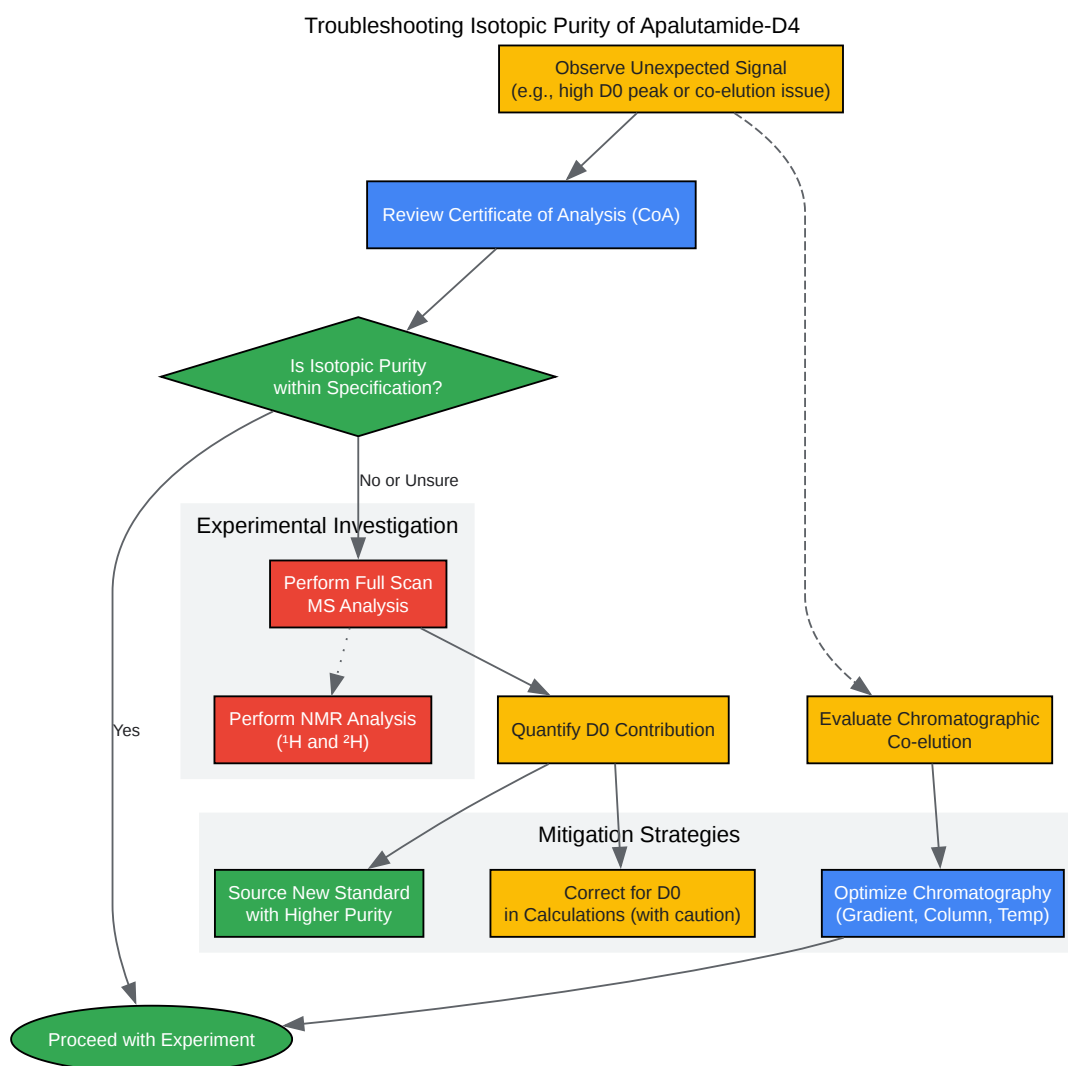 Troubleshooting Isotopic Purity of Apalutamide-D4
Observe Unexpected Signal
(e.g., high D0 peak or co-elution issue)
Review Certificate of Analysis (CoA)
Is Isotopic Purity
within Specification?
No or Unsure
Experimental Investigation
Perform Full Scan
MS Analysis
Perform NMR Analysis
(¹H and ²H)
Yes
Quantify D0 Contribution
Evaluate Chromatographic
Co-elution
Mitigation Strategies
Source New Standard
with Higher Purity
Correct for D0
in Calculations (with caution)
Optimize Chromatography
(Gradient, Column, Temp)
Proceed with Experiment